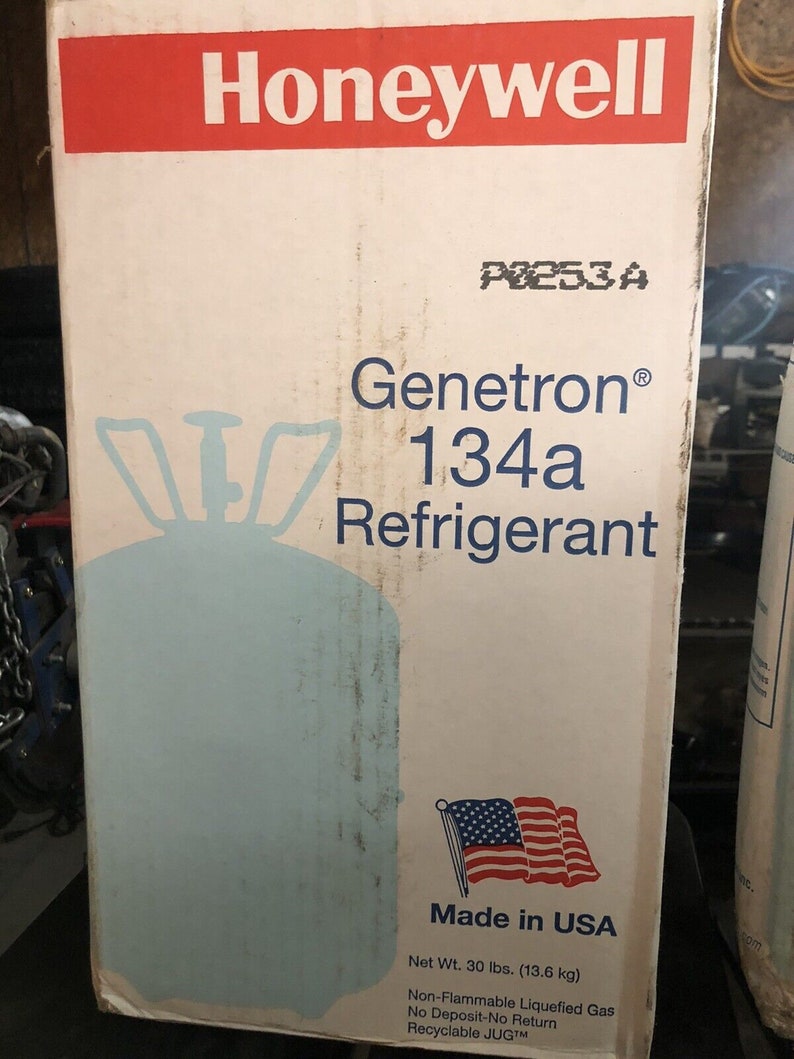 Honeywell
P0253A
Genetron®
134a
Refrigerant
Made in USA
Net Wt. 30 lbs. (13.6 kg)
Non-Flammable Liquefied Gas
No Deposit-No Return
Recyclable JUG™